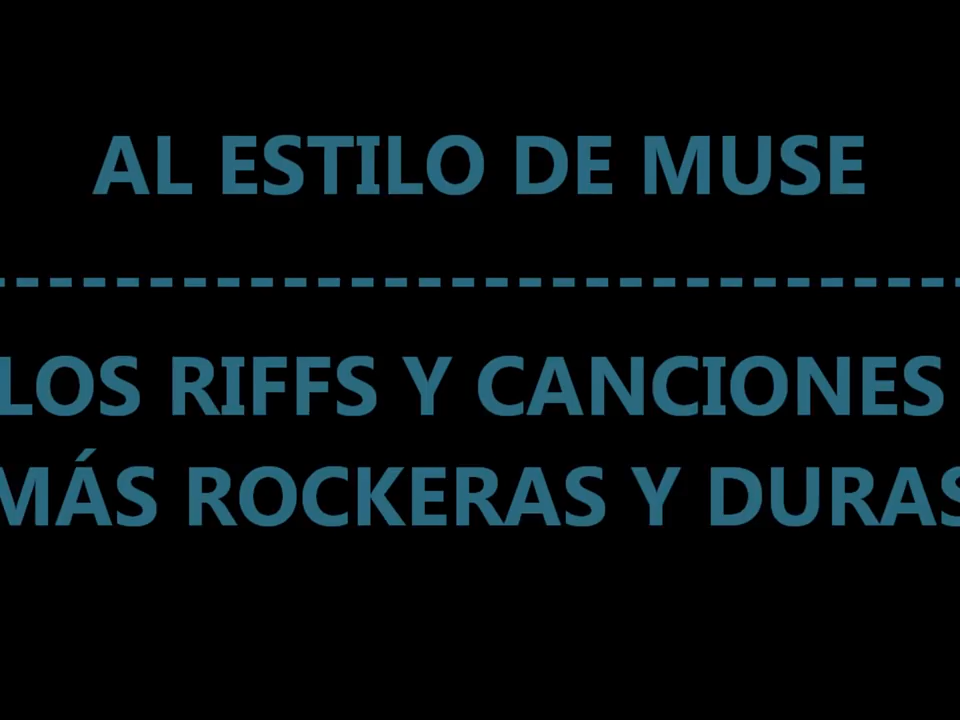 AL ESTILO DE MUSE
-----------------------------
LOS RIFFS Y CANCIONES
MÁS ROCKERAS Y DURAS